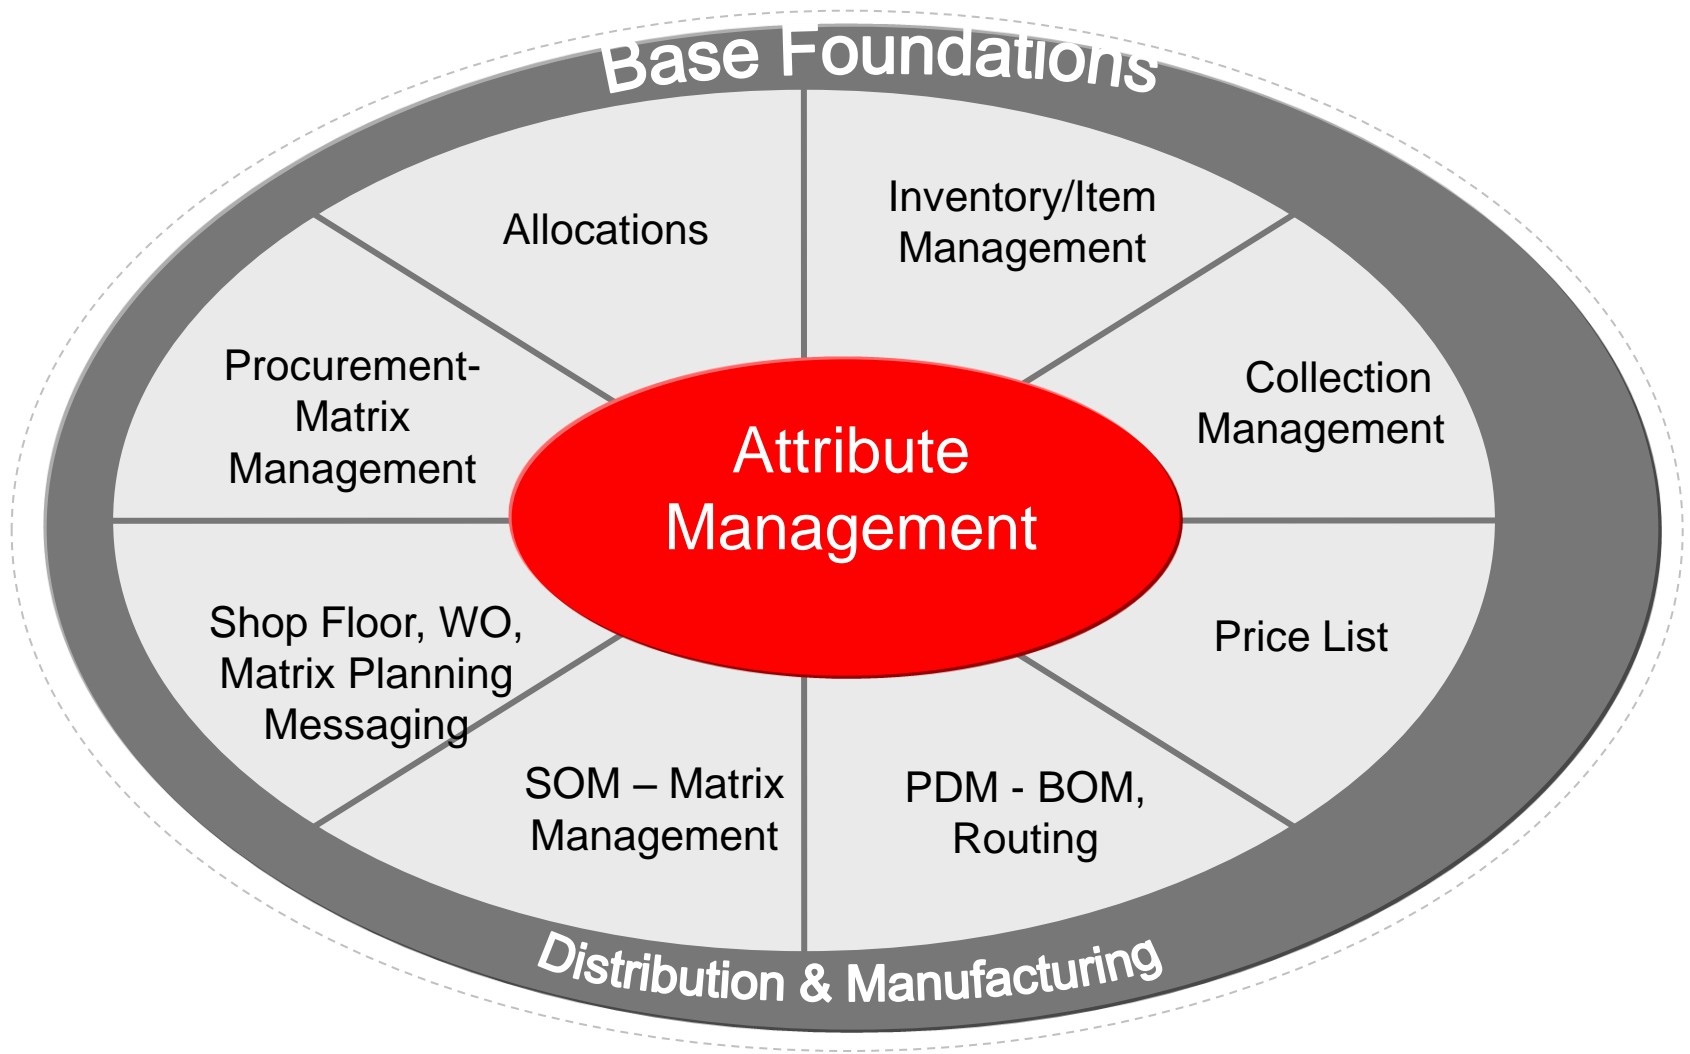 Base Foundations
Allocations
Inventory/Item
Management
Procurement-
Matrix
Management
Collection
Management
Attribute
Management
Shop Floor, WO,
Matrix Planning
Messaging
Price List
SOM – Matrix
Management
PDM - BOM,
Routing
Distribution & Manufacturing